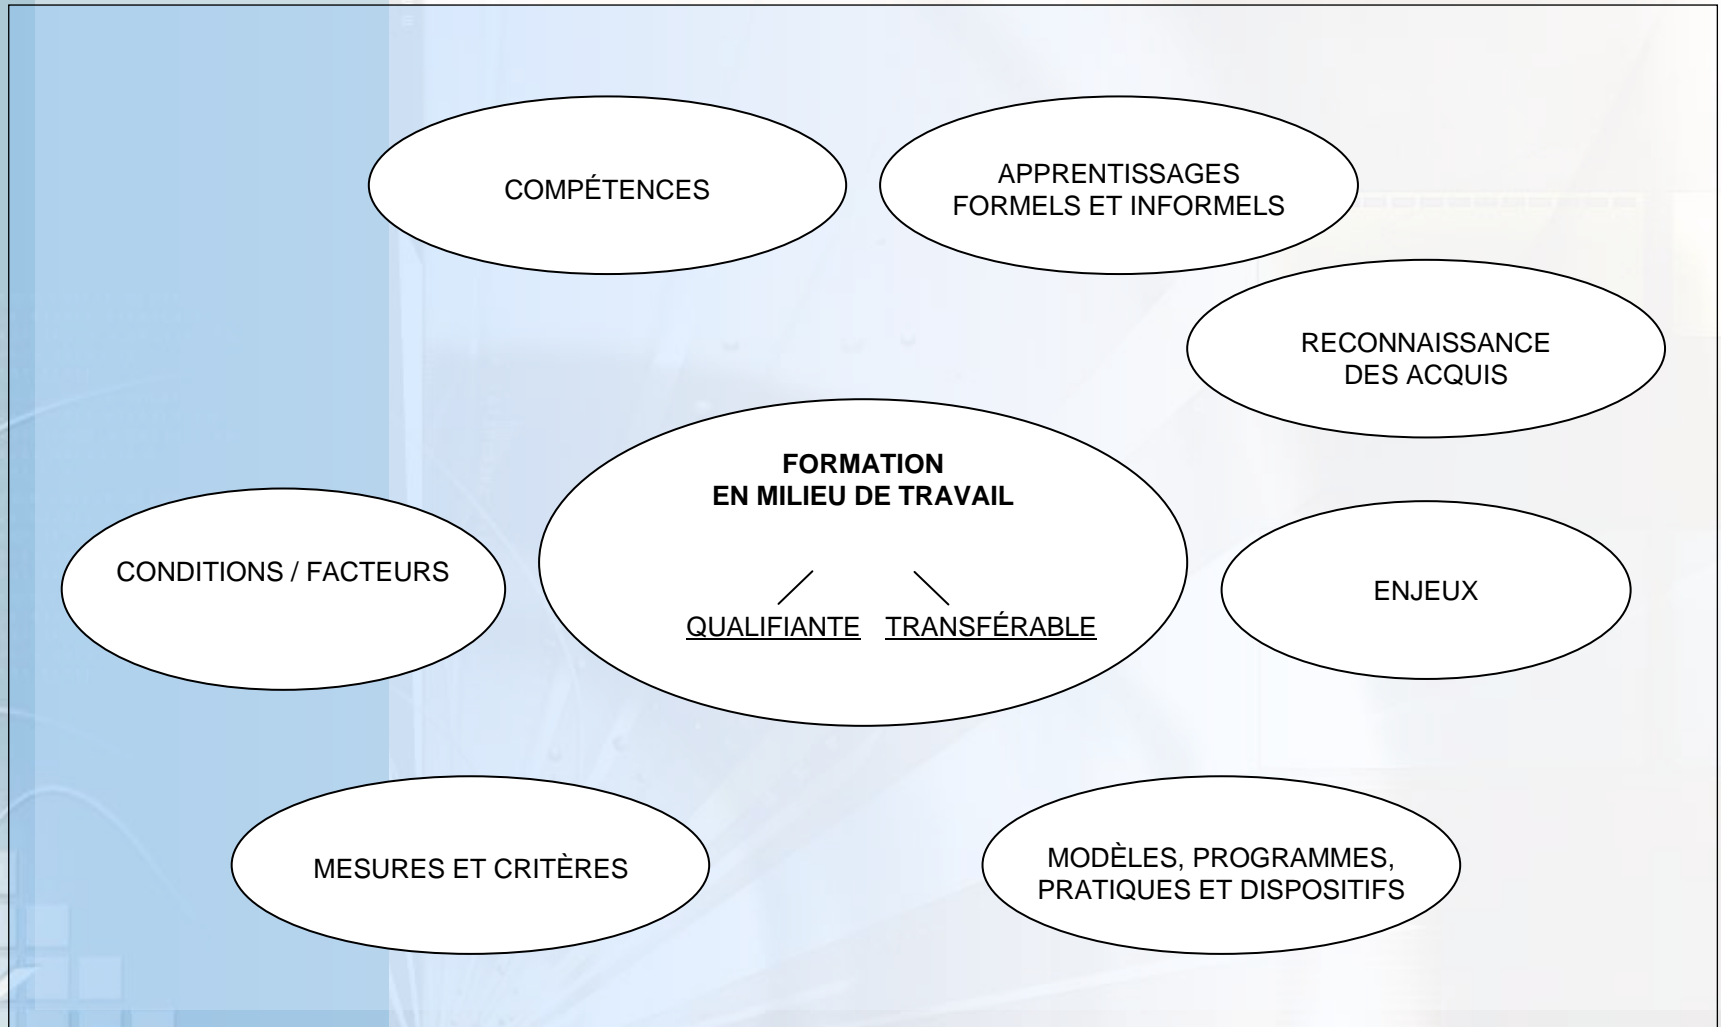 COMPÉTENCES
APPRENTISSAGES
FORMELS ET INFORMELS
RECONNAISSANCE
DES ACQUIS
FORMATION
EN MILIEU DE TRAVAIL
QUALIFIANTE TRANSFÉRABLE
CONDITIONS / FACTEURS
ENJEUX
MESURES ET CRITÈRES
MODÈLES, PROGRAMMES,
PRATIQUES ET DISPOSITIFS